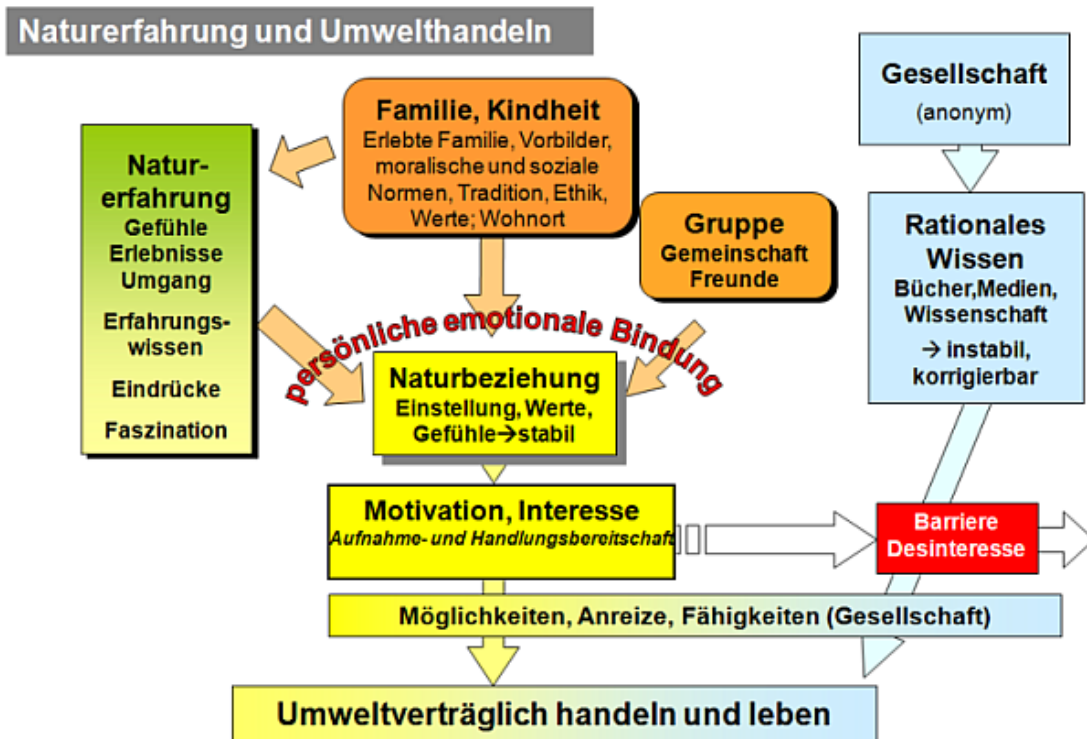 Naturerfahrung und Umwelthandeln
Familie, Kindheit
Erlebte Familie, Vorbilder,
moralische und soziale
Normen, Tradition, Ethik,
Werte; Wohnort
Gesellschaft
(anonym)
Natur-
erfahrung
Gefühle
Erlebnisse
Umgang
Erfahrungs-
wissen
Eindrücke
Faszination
Gruppe
Gemeinschaft
Freunde
Rationales
Wissen
Bücher,Medien,
Wissenschaft
→ instabil,
korrigierbar
persönliche emotionale Bindung
Naturbeziehung
Einstellung, Werte,
Gefühle→stabil
Motivation, Interesse
Aufnahme- und Handlungsbereitschaft
Barriere
Desinteresse
Möglichkeiten, Anreize, Fähigkeiten (Gesellschaft)
Umweltverträglich handeln und leben